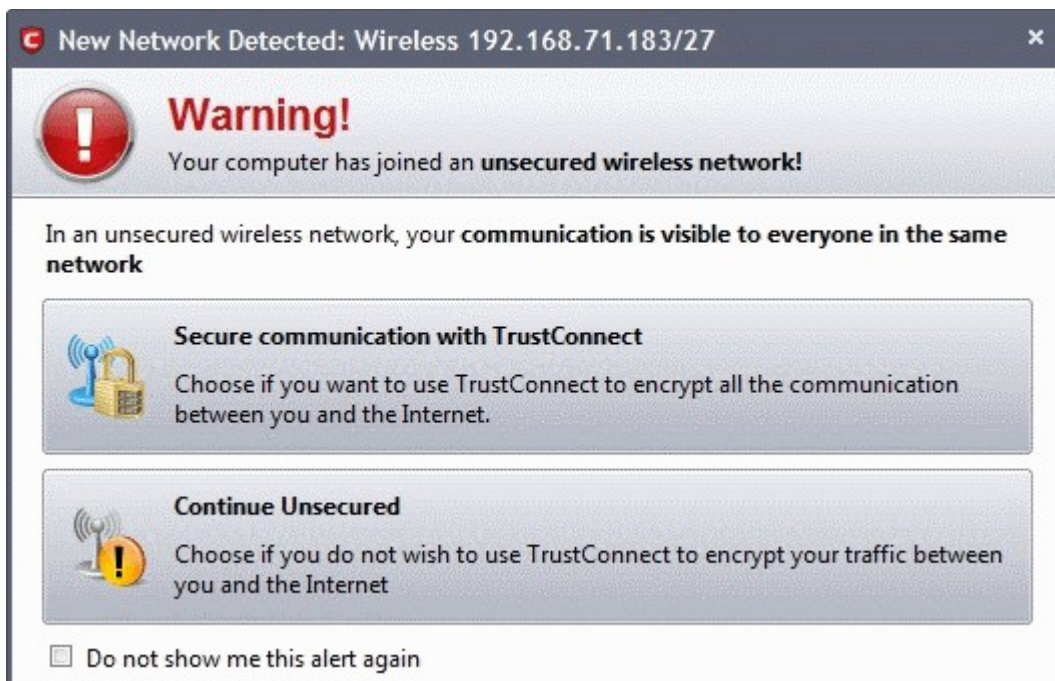 New Network Detected: Wireless 192.168.71.183/27
Warning!
Your computer has joined an unsecured wireless network!
In an unsecured wireless network, your communication is visible to everyone in the same
network
Secure communication with TrustConnect
Choose if you want to use TrustConnect to encrypt all the communication
between you and the Internet.
Continue Unsecured
Choose if you do not wish to use TrustConnect to encrypt your traffic between
you and the Internet
Do not show me this alert again